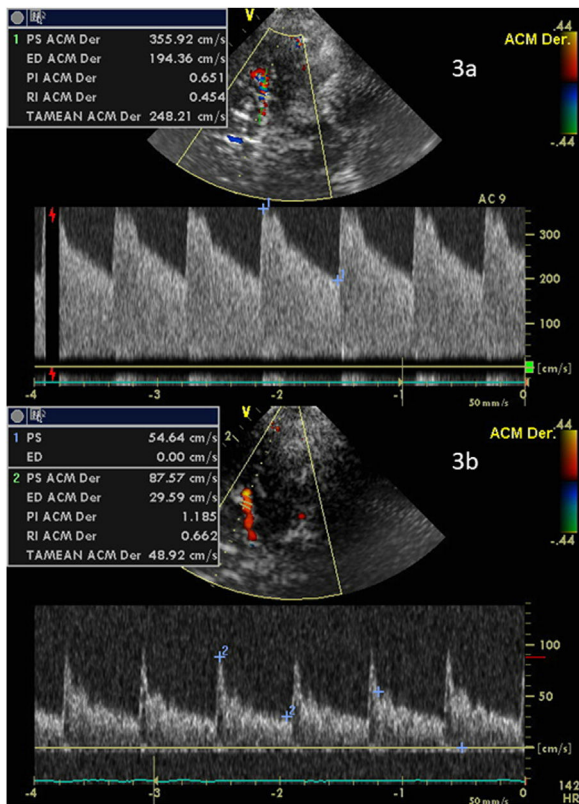 V
ACM Der.
.44
-.44
3a
1 PS ACM Der 355.92 cm/s
ED ACM Der 194.36 cm/s
PI ACM Der 0.651
RI ACM Der 0.454
TAMEAN ACM Der 248.21 cm/s
AC 9
1
2
300
200
100
[cm/s]
-4 -3 -2 -1 0
50 mm/s
V
ACM Der.
.44
-.44
3b
2
1 PS 54.64 cm/s
ED 0.00 cm/s
2 PS ACM Der 87.57 cm/s
ED ACM Der 29.59 cm/s
PI ACM Der 1.185
RI ACM Der 0.662
TAMEAN ACM Der 48.92 cm/s
2
2
100
50
[cm/s]
142
-4 -3 -2 -1 0 HR
50 mm/s